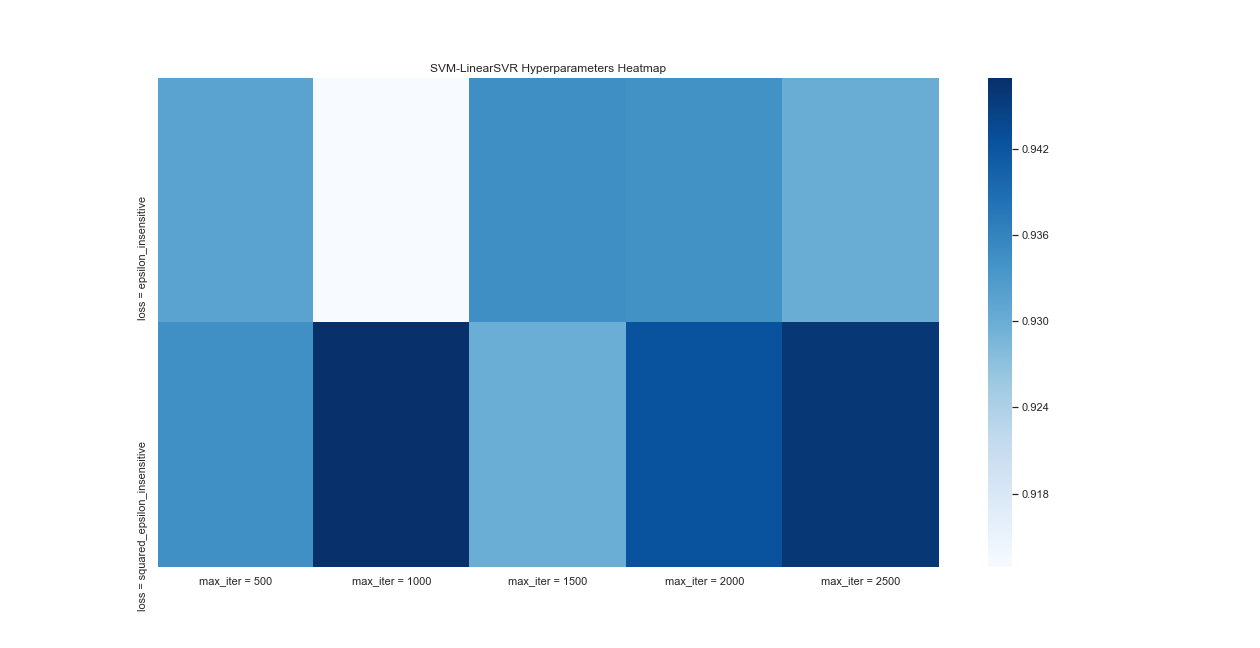 SVM-LinearSVR Hyperparameters Heatmap
loss = epsilon_insensitive
loss = squared_epsilon_insensitive
max_iter = 500
max_iter = 1000
max_iter = 1500
max_iter = 2000
max_iter = 2500
0.942
0.936
0.930
0.924
0.918